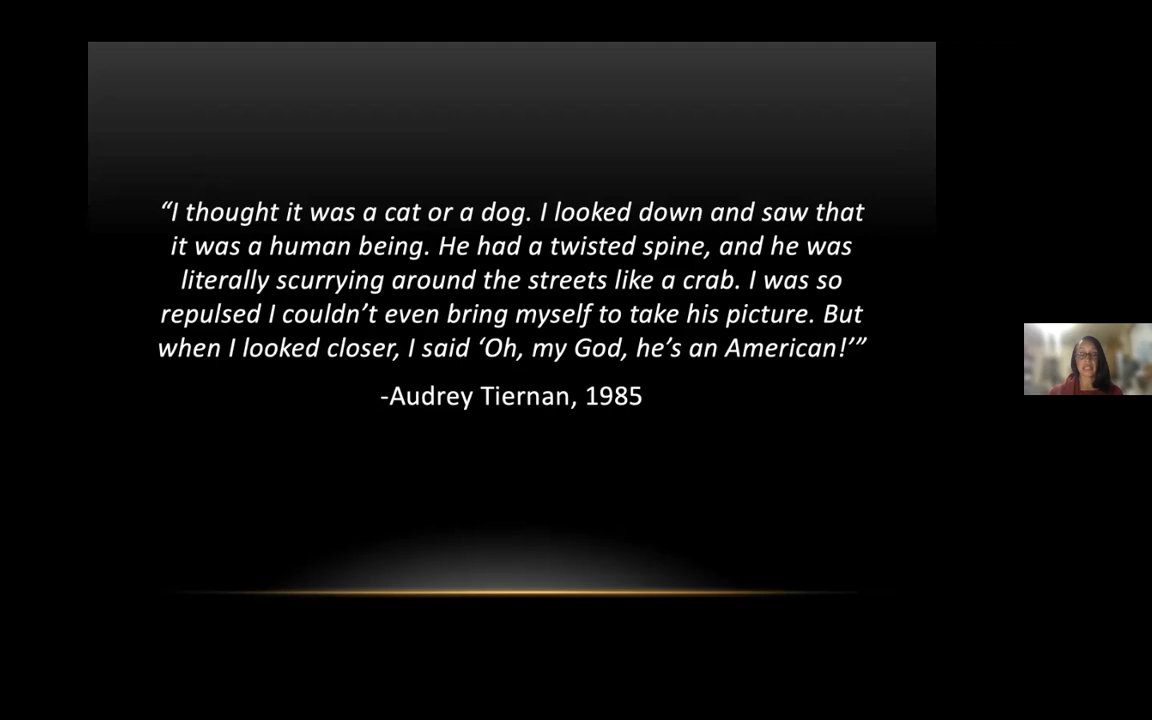 “I thought it was a cat or a dog. I looked down and saw that
it was a human being. He had a twisted spine, and he was
literally scurrying around the streets like a crab. I was so
repulsed I couldn’t even bring myself to take his picture. But
when I looked closer, I said ‘Oh, my God, he’s an American!’”
-Audrey Tiernan, 1985